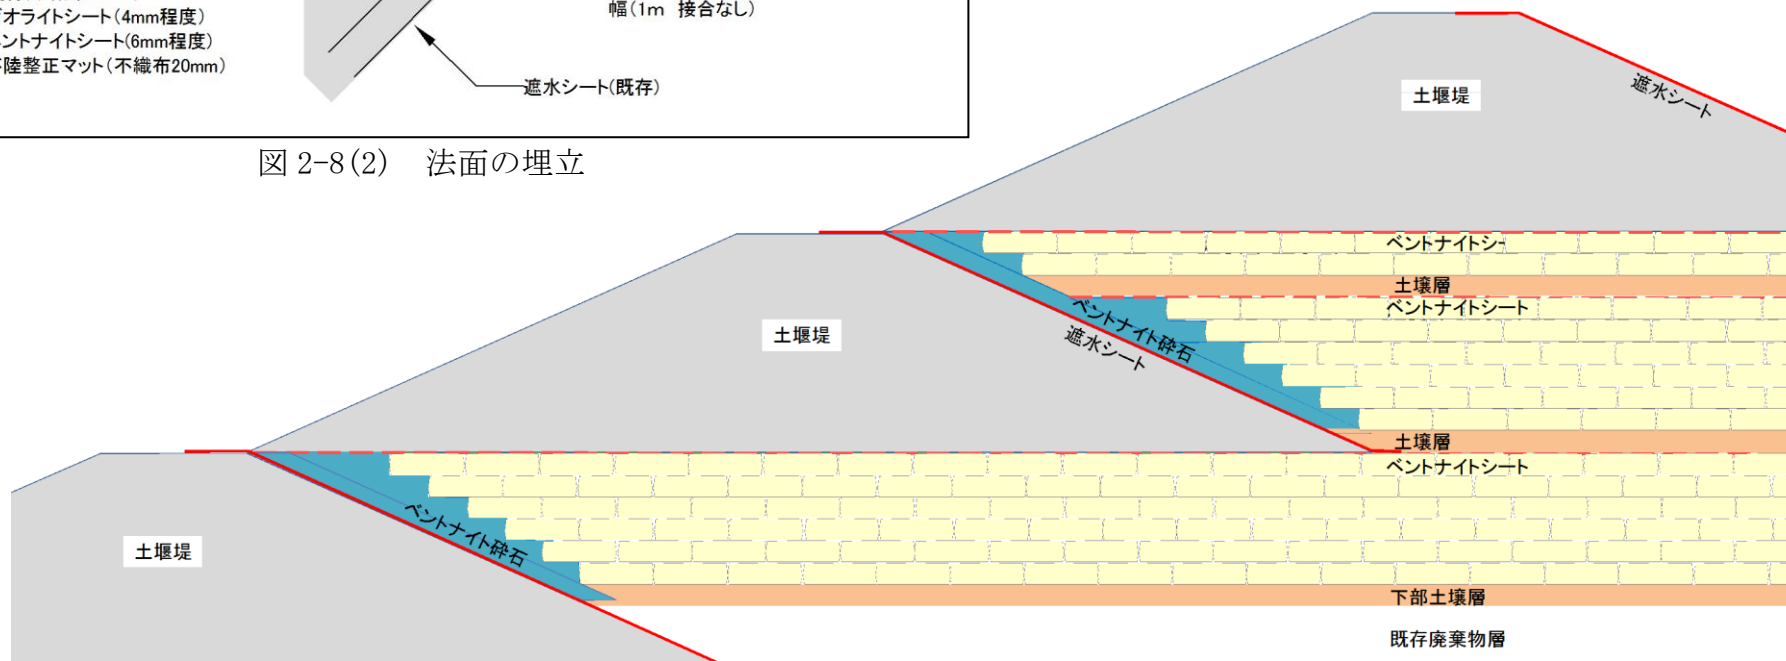 オライトシート(4mm程度)
ントナイトシート(6mm程度)
陸整正マット(不織布20mm)
幅(1m 接合なし)
遮水シート(既存)
図 2-8(2) 法面の埋立
土堰堤
遮水シート
ベントナイトシー
土壌層
ベントナイトシート
土堰堤
ベントナイト砕石
遮水シート
土壌層
ベントナイトシート
土堰堤
ベントナイト砕石
下部土壌層
既存廃棄物層